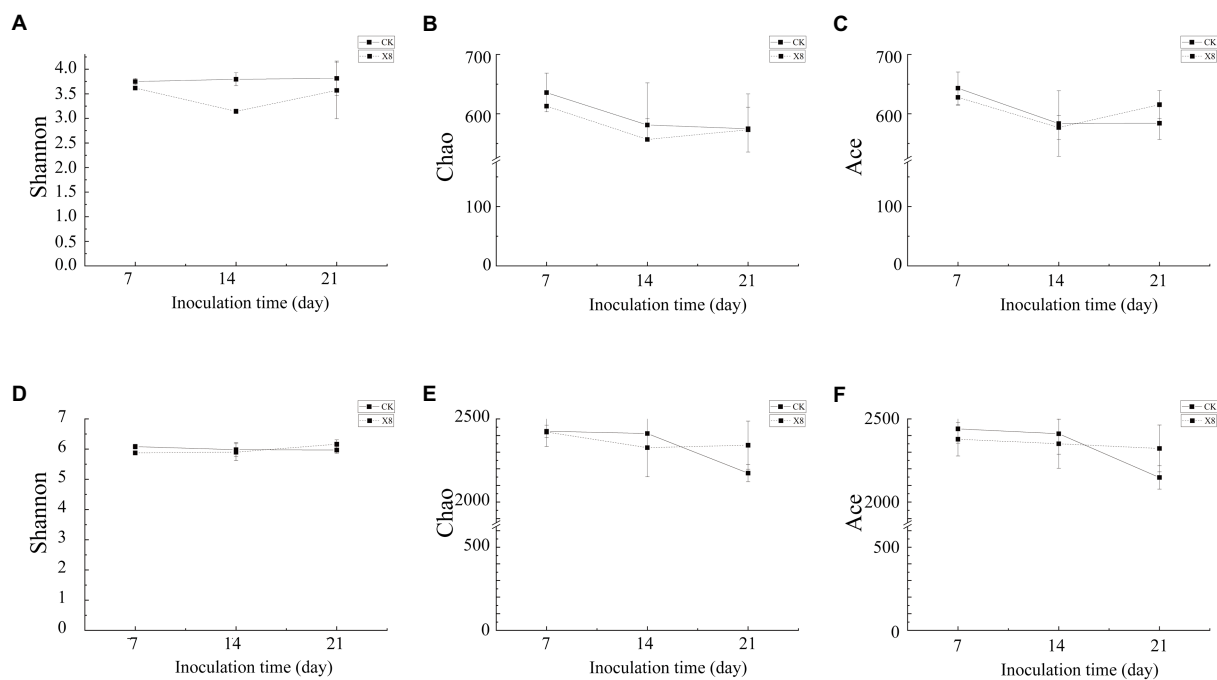 A
CK
X8
Shannon
4.0
3.5
3.0
2.5
2.0
1.5
1.0
0.5
0.0
7
14
21
Inoculation time (day)
B
CK
X8
Chao
700
600
100
0
7
14
21
Inoculation time (day)
C
CK
X8
Ace
700
600
100
0
7
14
21
Inoculation time (day)
D
CK
X8
Shannon
7
6
5
4
3
2
1
0
7
14
21
Inoculation time (day)
E
CK
X8
Chao
2500
2000
500
0
7
14
21
Inoculation time (day)
F
CK
X8
Ace
2500
2000
500
0
7
14
21
Inoculation time (day)